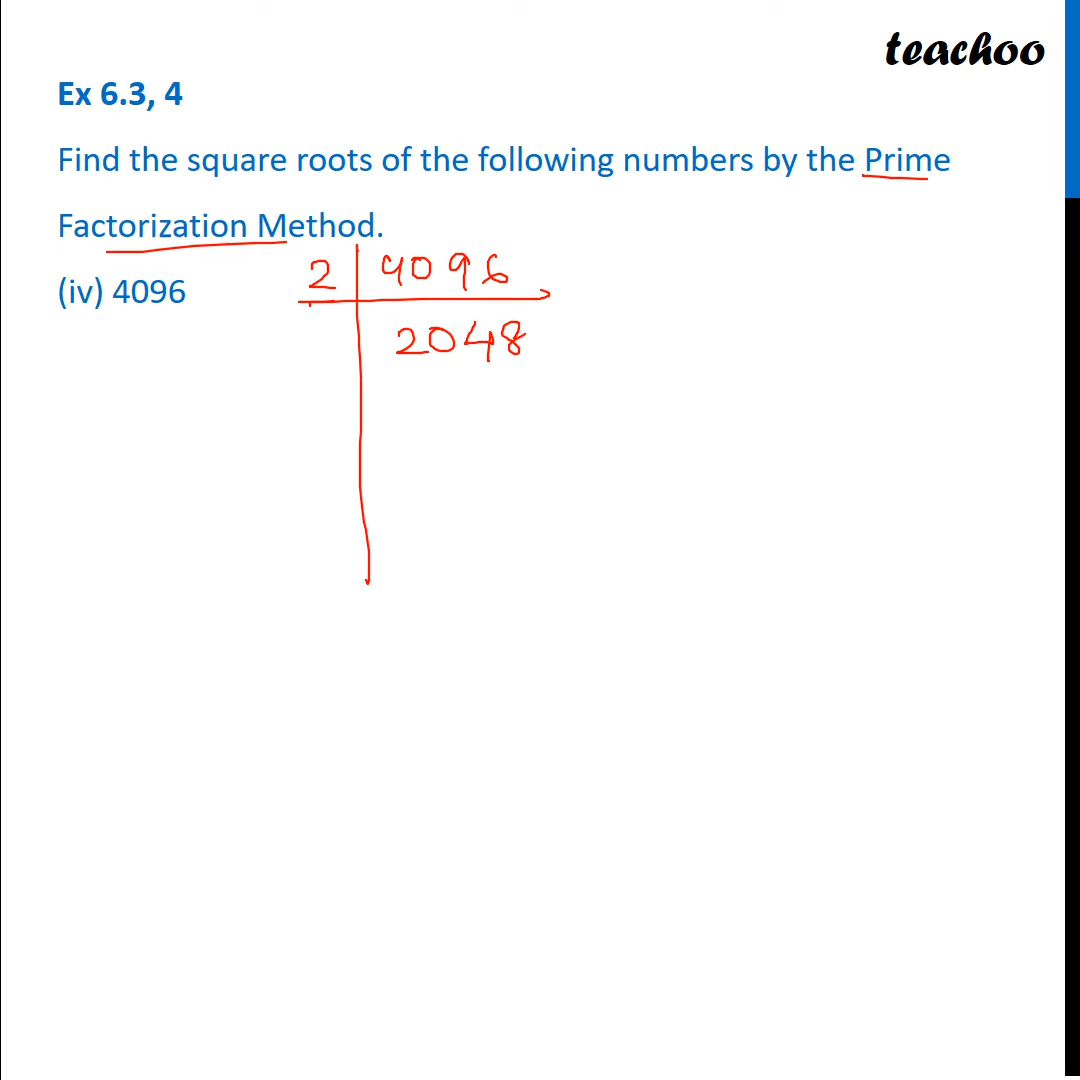 teachoo
Ex 6.3, 4
Find the square roots of the following numbers by the Prime
Factorization Method.
2 4096
(iv) 4096
2048